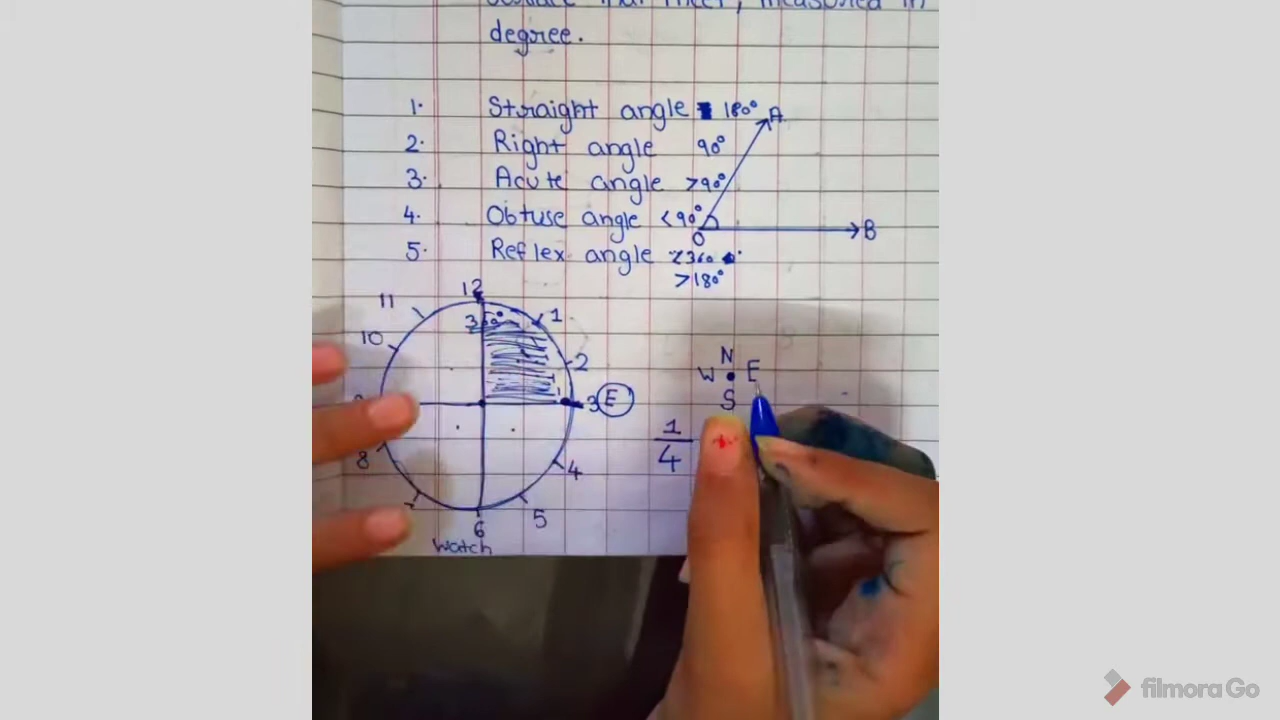 degree.
1. Straight angle 180°
2. Right angle 90°
3. Acute angle >90°
4. Obtuse angle <90°
5. Reflex angle <360°
>180°
A
O
B
12
11
1
360°
10
2
3
E
8
4
5
6
Watch
N
W
E
S
1
4
filmora Go